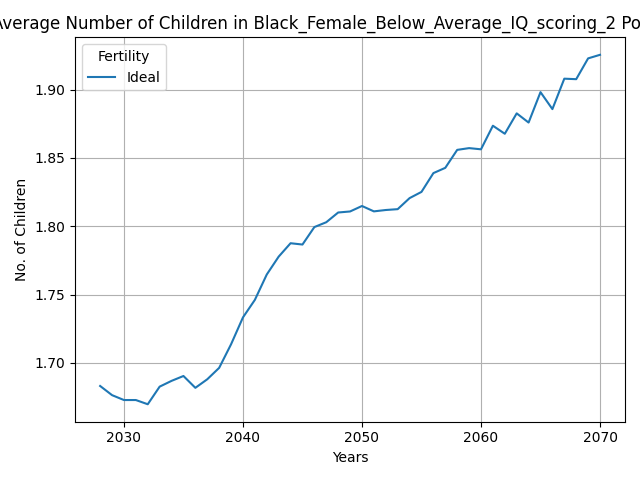 Average Number of Children in Black_Female_Below_Average_IQ_scoring_2 Po
Fertility
Ideal
No. of Children
1.90
1.85
1.80
1.75
1.70
2030 2040 2050 2060 2070
Years